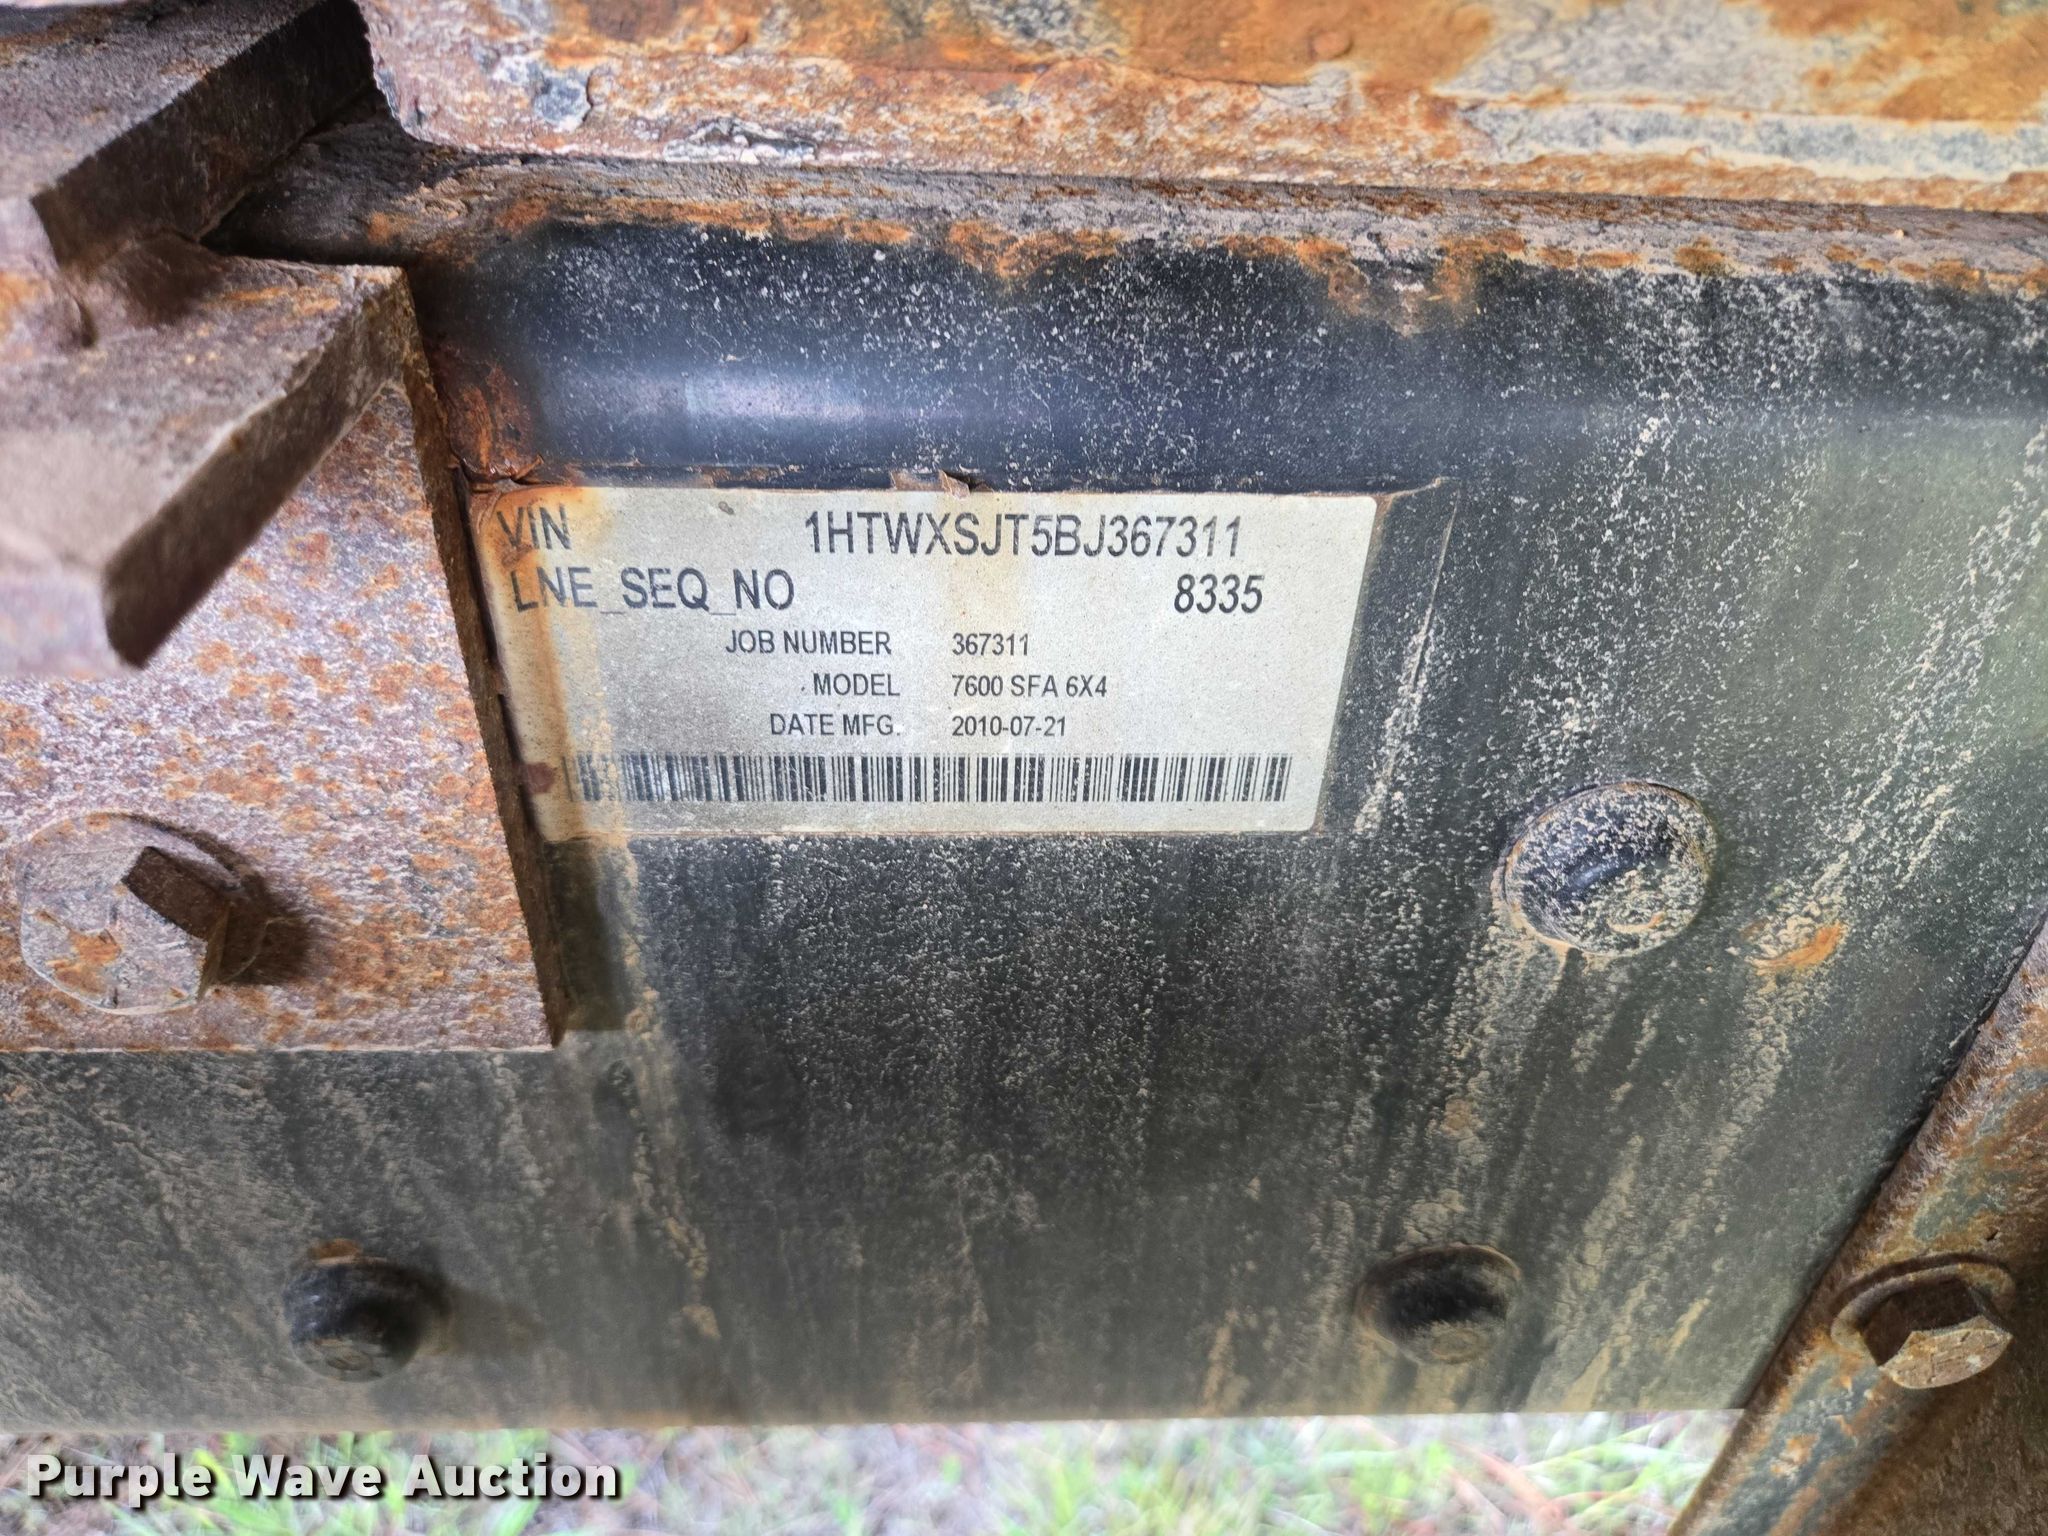 VIN 1HTWXSJT5BJ367311
LNE_SEQ_NO 8335
JOB NUMBER 367311
MODEL 7600 SFA 6X4
DATE MFG. 2010-07-21
Purple Wave Auction